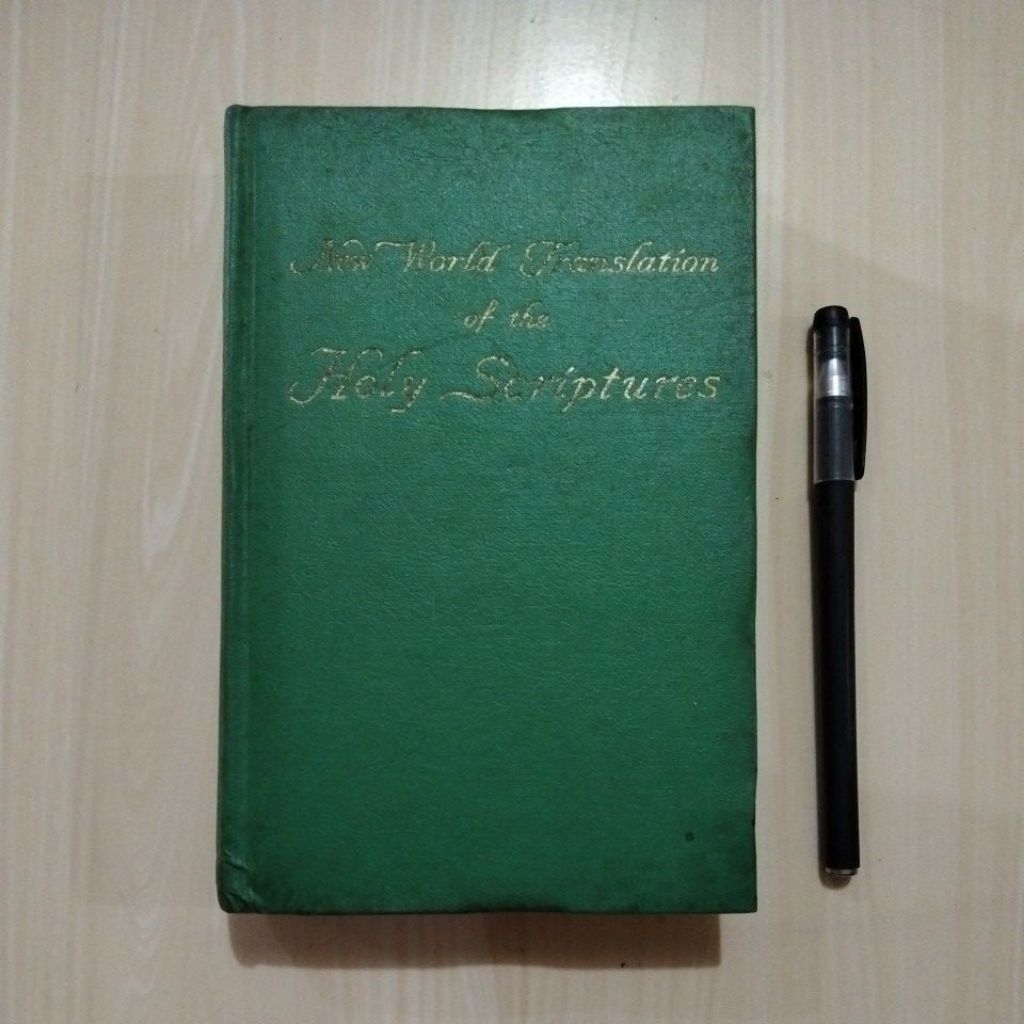 New World Translation
of the
Holy Scriptures